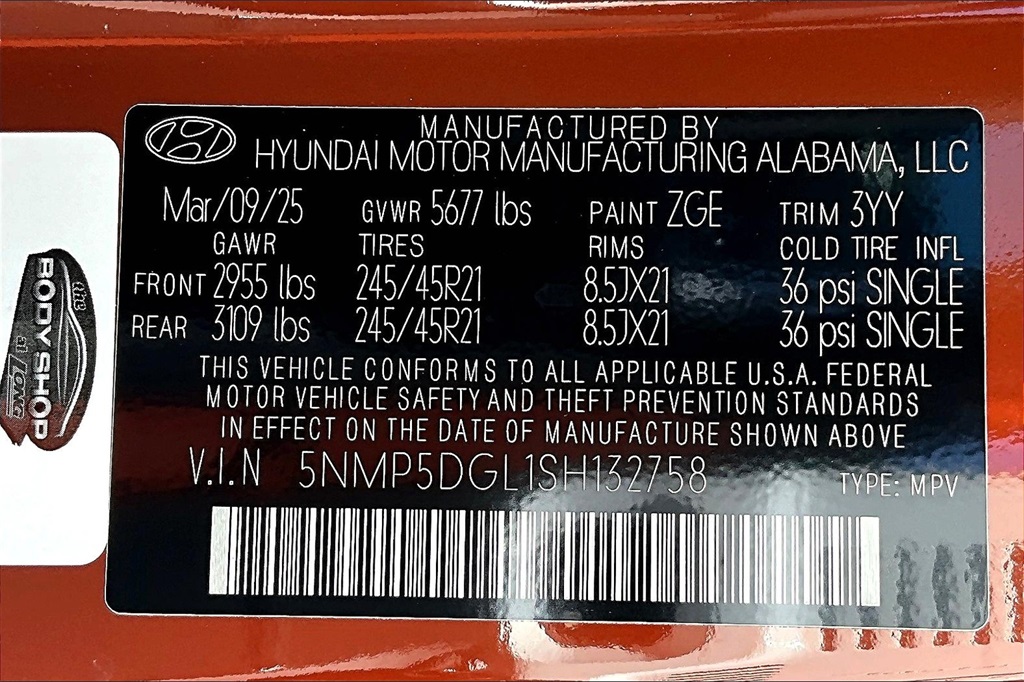 MANUFACTURED BY
HYUNDAI MOTOR MANUFACTURING ALABAMA, LLC
Mar/09/25 GVWR 5677 lbs PAINT ZGE TRIM 3YY
GAWR TIRES RIMS COLD TIRE INFL
FRONT 2955 lbs 245/45R21 8.5JX21 36 psi SINGLE
REAR 3109 lbs 245/45R21 8.5JX21 36 psi SINGLE
THIS VEHICLE CONFORMS TO ALL APPLICABLE U.S.A. FEDERAL
MOTOR VEHICLE SAFETY AND THEFT PREVENTION STANDARDS
IN EFFECT ON THE DATE OF MANUFACTURE SHOWN ABOVE
V.I.N 5NMP5DGL1SH132758 TYPE: MPV
the
BODY SHOP
at LONG